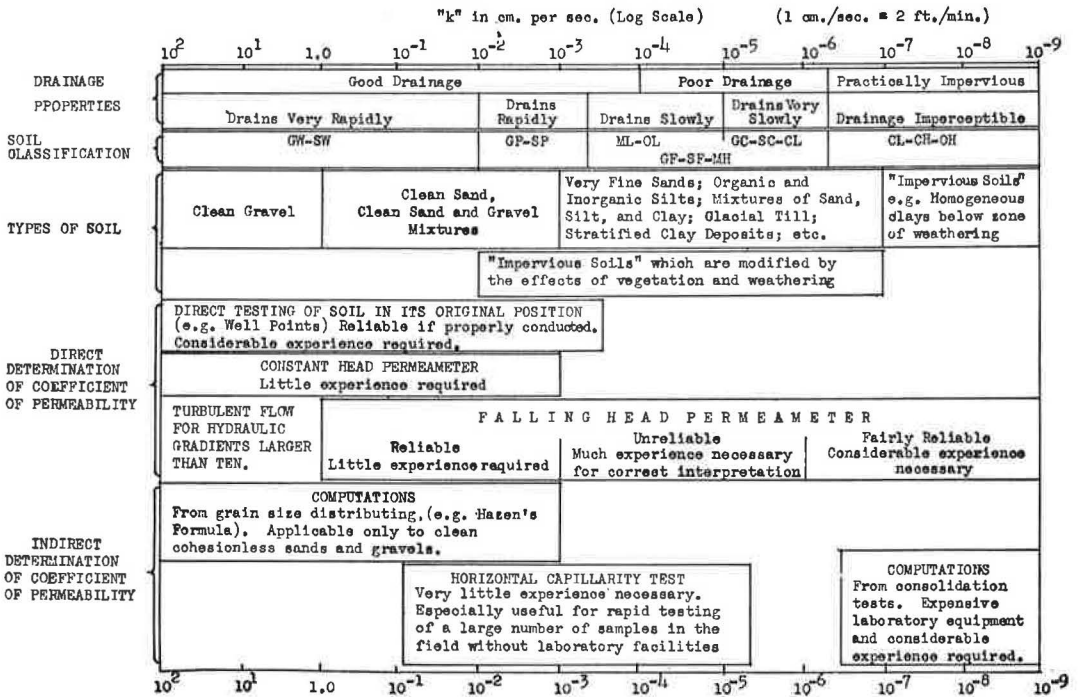 "k" in cm. per sec. (Log Scale) (1 cm./sec. = 2 ft./min.)
10² 10¹ 1.0 10⁻¹ 10⁻² 10⁻³ 10⁻⁴ 10⁻⁵ 10⁻⁶ 10⁻⁷ 10⁻⁸ 10⁻⁹
DRAINAGE
PROPERTIES
Good Drainage
Poor Drainage
Practically Impervious
Drains Very Rapidly
Drains
Rapidly
Drains Slowly
Drains Very
Slowly
Drainage Imperceptible
SOIL
CLASSIFICATION
GW-SW
GP-SP
ML-OL
GF-SF-MH
GC-SC-CL
CL-CH-OH
TYPES OF SOIL
Clean Gravel
Clean Sand,
Clean Sand and Gravel
Mixtures
Very Fine Sands; Organic and
Inorganic Silts; Mixtures of Sand,
Silt, and Clay; Glacial Till;
Stratified Clay Deposits; etc.
"Impervious Soils"
e.g. Homogeneous
clays below zone
of weathering
"Impervious Soils" which are modified by
the effects of vegetation and weathering
DIRECT
DETERMINATION
OF COEFFICIENT
OF PERMEABILITY
DIRECT TESTING OF SOIL IN ITS ORIGINAL POSITION
(e.g. Well Points) Reliable if properly conducted.
Considerable experience required.
CONSTANT HEAD PERMEAMETER
Little experience required
TURBULENT FLOW
FOR HYDRAULIC
GRADIENTS LARGER
THAN TEN.
FALLING HEAD PERMEAMETER
Reliable
Little experience required
Unreliable
Much experience necessary
for correct interpretation
Fairly Reliable
Considerable experience
necessary
INDIRECT
DETERMINATION
OF COEFFICIENT
OF PERMEABILITY
COMPUTATIONS
From grain size distributing, (e.g. Hazen's
Formula). Applicable only to clean
cohesionless sands and gravels.
HORIZONTAL CAPILLARITY TEST
Very little experience necessary.
Especially useful for rapid testing
of a large number of samples in the
field without laboratory facilities
COMPUTATIONS
From consolidation
tests. Expensive
laboratory equipment
and considerable
experience required.
10² 10¹ 1.0 10⁻¹ 10⁻² 10⁻³ 10⁻⁴ 10⁻⁵ 10⁻⁶ 10⁻⁷ 10⁻⁸ 10⁻⁹